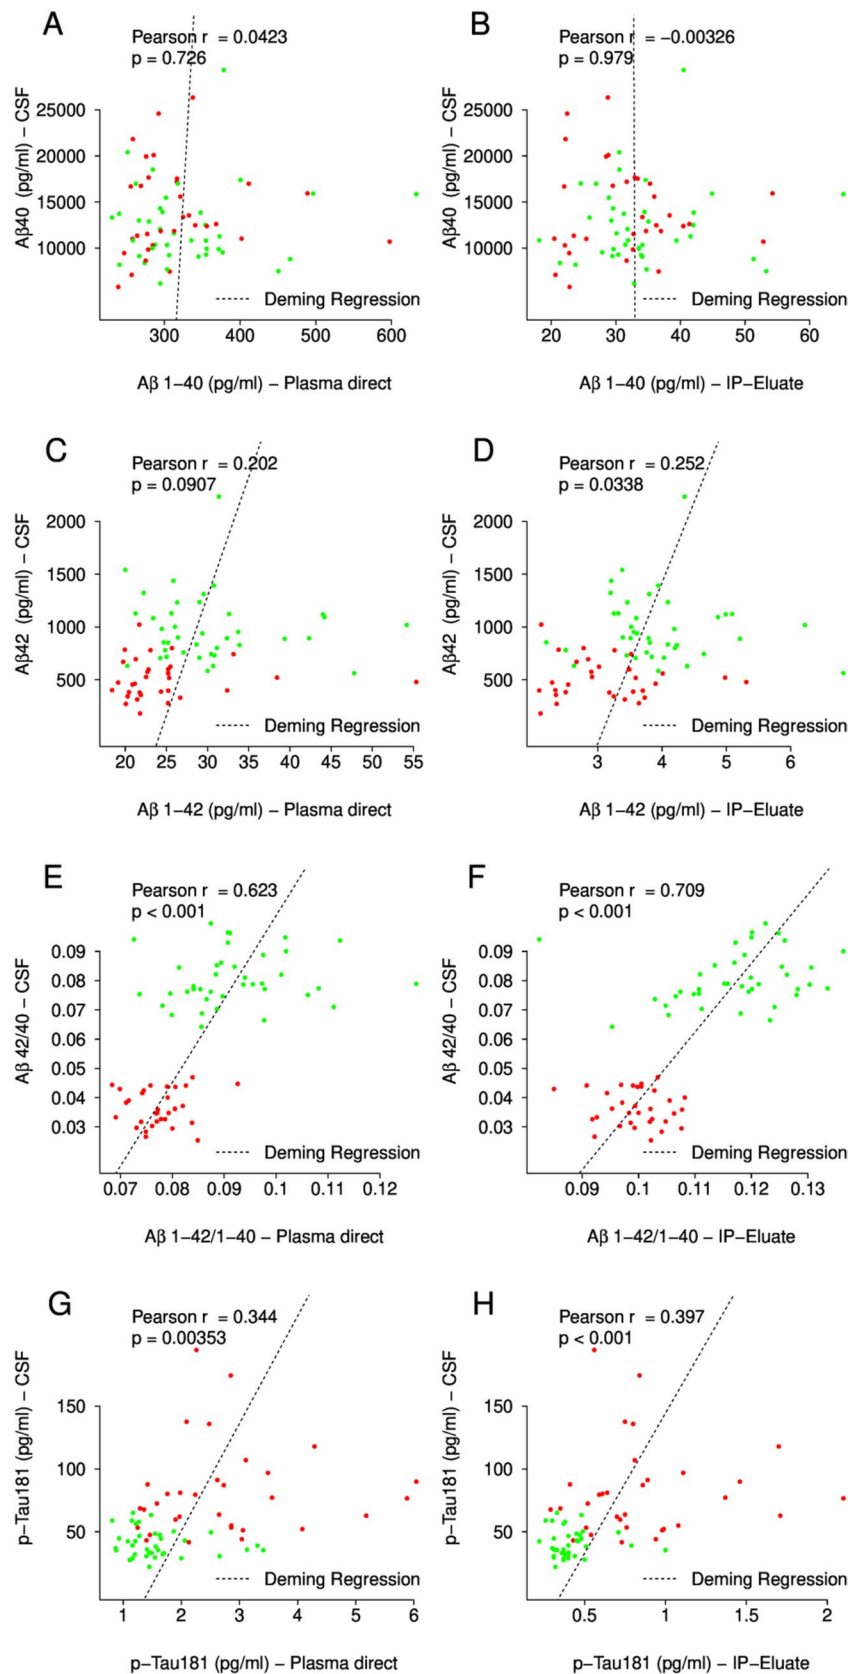 A
Pearson r = 0.0423
p = 0.726
Aβ40 (pg/ml) − CSF
25000
20000
15000
10000
Deming Regression
300 400 500 600
Aβ 1−40 (pg/ml) − Plasma direct
B
Pearson r = −0.00326
p = 0.979
Aβ40 (pg/ml) − CSF
25000
20000
15000
10000
Deming Regression
20 30 40 50 60
Aβ 1−40 (pg/ml) − IP−Eluate
C
Pearson r = 0.202
p = 0.0907
Aβ42 (pg/ml) − CSF
2000
1500
1000
500
Deming Regression
20 25 30 35 40 45 50 55
Aβ 1−42 (pg/ml) − Plasma direct
D
Pearson r = 0.252
p = 0.0338
Aβ42 (pg/ml) − CSF
2000
1500
1000
500
Deming Regression
3 4 5 6
Aβ 1−42 (pg/ml) − IP−Eluate
E
Pearson r = 0.623
p < 0.001
Aβ 42/40 − CSF
0.09
0.08
0.07
0.06
0.05
0.04
0.03
Deming Regression
0.07 0.08 0.09 0.1 0.11 0.12
Aβ 1−42/1−40 − Plasma direct
F
Pearson r = 0.709
p < 0.001
Aβ 42/40 − CSF
0.09
0.08
0.07
0.06
0.05
0.04
0.03
Deming Regression
0.09 0.1 0.11 0.12 0.13
Aβ 1−42/1−40 − IP−Eluate
G
Pearson r = 0.344
p = 0.00353
p−Tau181 (pg/ml) − CSF
150
100
50
Deming Regression
1 2 3 4 5 6
p−Tau181 (pg/ml) − Plasma direct
H
Pearson r = 0.397
p < 0.001
p−Tau181 (pg/ml) − CSF
150
100
50
Deming Regression
0.5 1 1.5 2
p−Tau181 (pg/ml) − IP−Eluate